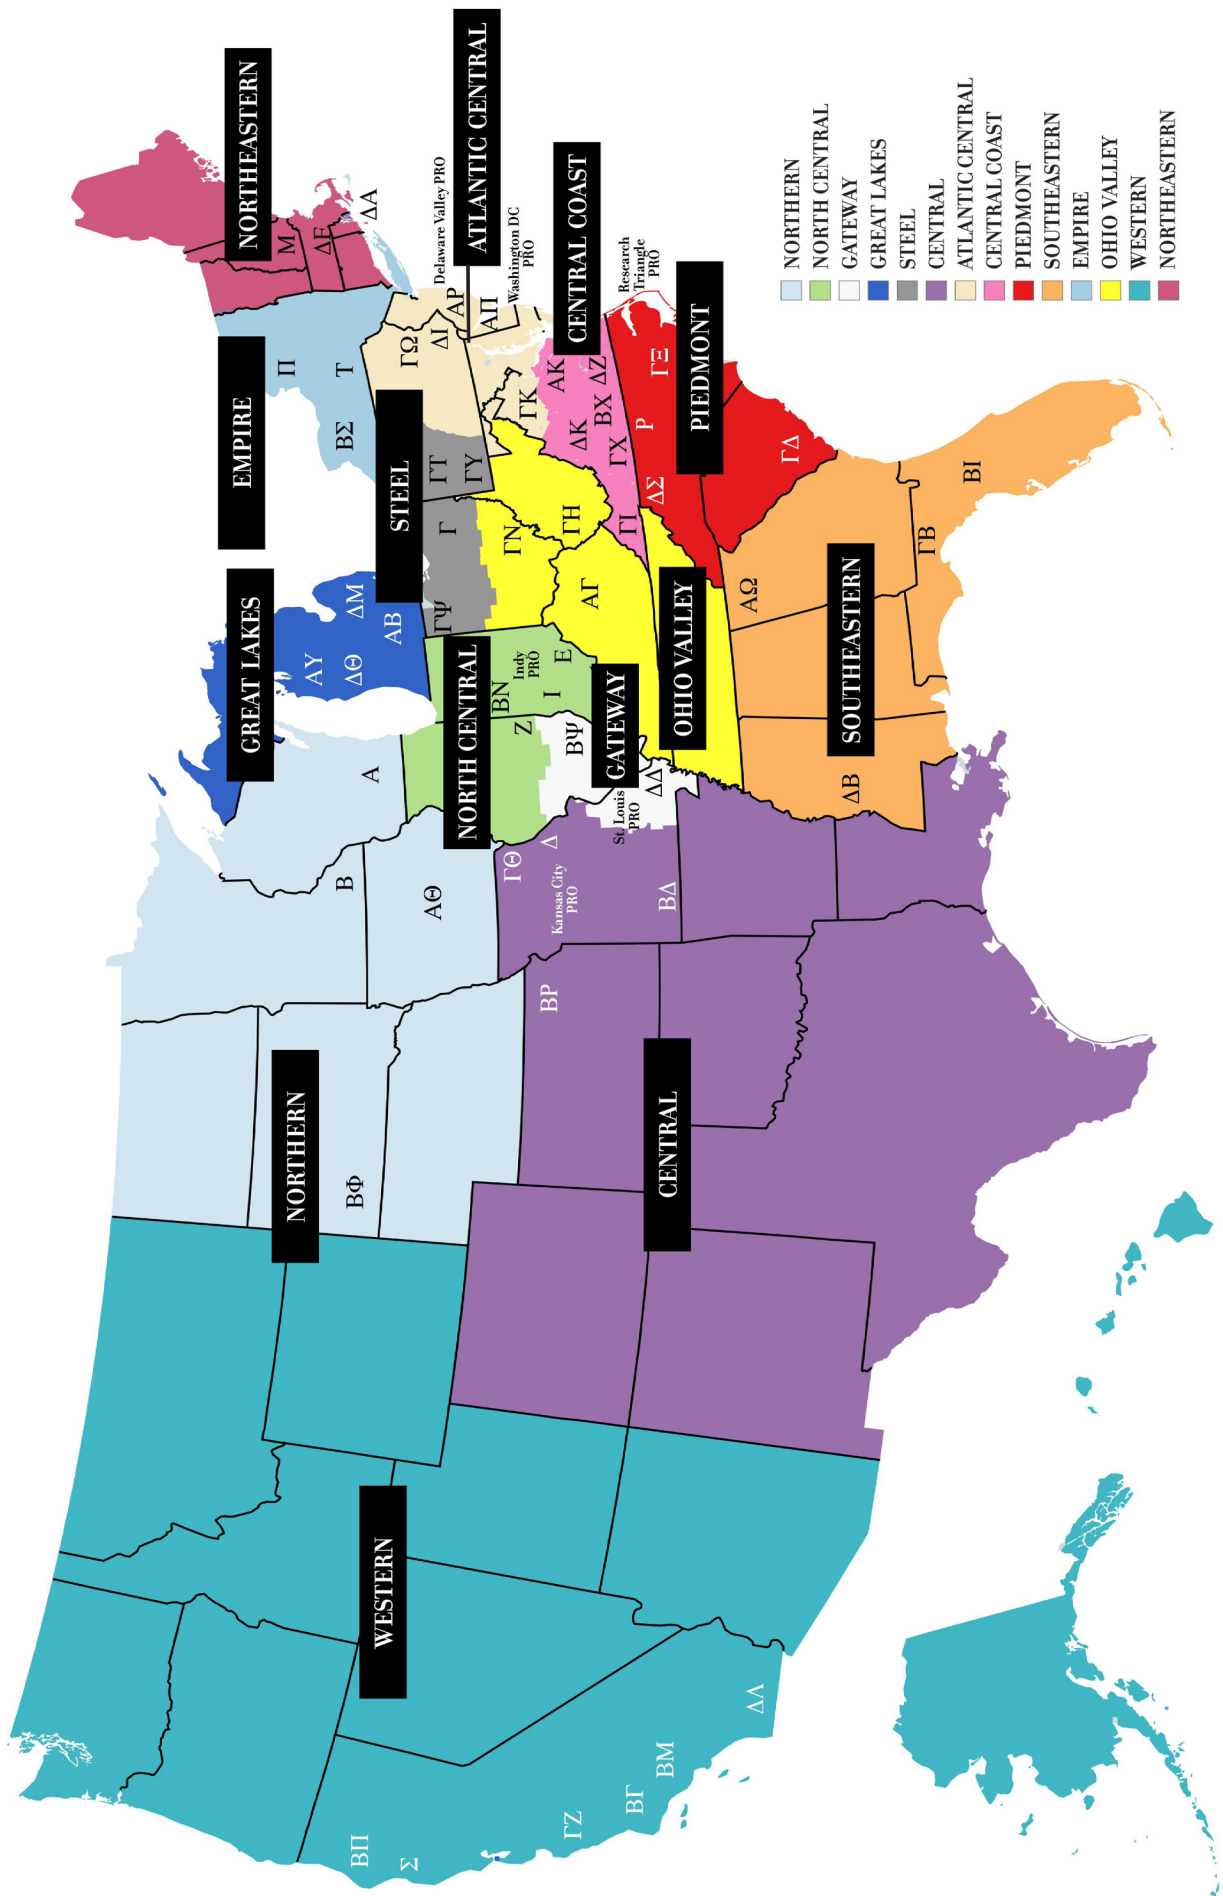 NORTHEASTERN
M
ΔΕ
ΔΑ
EMPIRE
Π
Τ
ΒΣ
ATLANTIC CENTRAL
Delaware Valley PRO
ΑΡ
ΑΠ
ΓΩ
ΔΙ
ΓΚ
Washington DC
PRO
STEEL
ΓΤ
ΓΥ
Γ
ΓΨ
CENTRAL COAST
ΑΚ
ΔΖ
ΔΚ
ΒΧ
ΓΧ
ΓΙ
Research
Triangle
PRO
PIEDMONT
ΓΞ
Ρ
ΔΣ
ΓΔ
GREAT LAKES
ΔΜ
ΑΒ
ΑΥ
ΔΘ
OHIO VALLEY
ΓΝ
ΓΗ
ΑΓ
NORTH CENTRAL
ΒΝ
Indy
PRO
Ε
Ι
Ζ
GATEWAY
ΒΨ
ΔΔ
St. Louis
PRO
SOUTHEASTERN
ΑΩ
ΓΒ
ΒΙ
ΔΒ
NORTHERN
Α
Β
ΑΘ
ΒΦ
CENTRAL
ΓΘ
Δ
Kansas City
PRO
ΒΔ
ΒΡ
WESTERN
ΒΠ
Σ
ΓΖ
ΒΓ
ΒΜ
ΔΛ
NORTHERN
NORTH CENTRAL
GATEWAY
GREAT LAKES
STEEL
CENTRAL
ATLANTIC CENTRAL
CENTRAL COAST
PIEDMONT
SOUTHEASTERN
EMPIRE
OHIO VALLEY
WESTERN
NORTHEASTERN